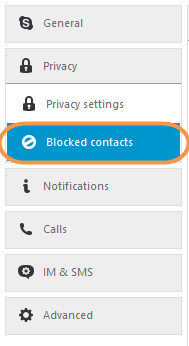 General
Privacy
Privacy settings
Blocked contacts
Notifications
Calls
IM & SMS
Advanced